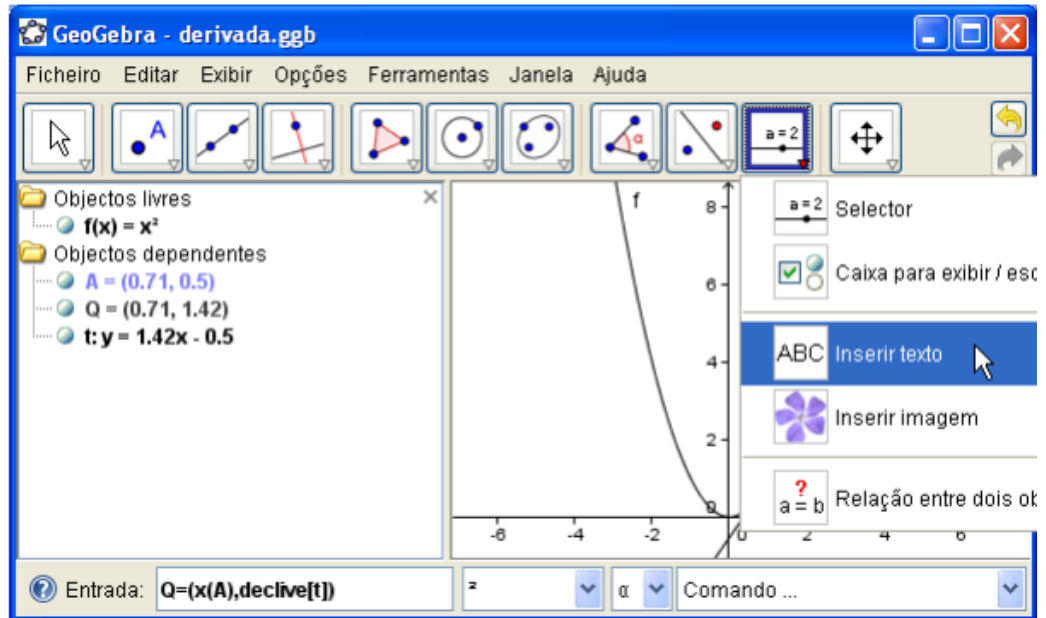 GeoGebra - derivada.ggb
Ficheiro Editar Exibir Opções Ferramentas Janela Ajuda
A
α
a = 2
Objectos livres
f(x) = x²
Objectos dependentes
A = (0.71, 0.5)
Q = (0.71, 1.42)
t: y = 1.42x - 0.5
f
8
6
4
2
0
-6 -4 -2 0 2 4 6
a = 2 Selector
Caixa para exibir / esc
ABC Inserir texto
Inserir imagem
?
a = b Relação entre dois ob
Entrada: Q=(x(A),declive[t]) ² α Comando ...